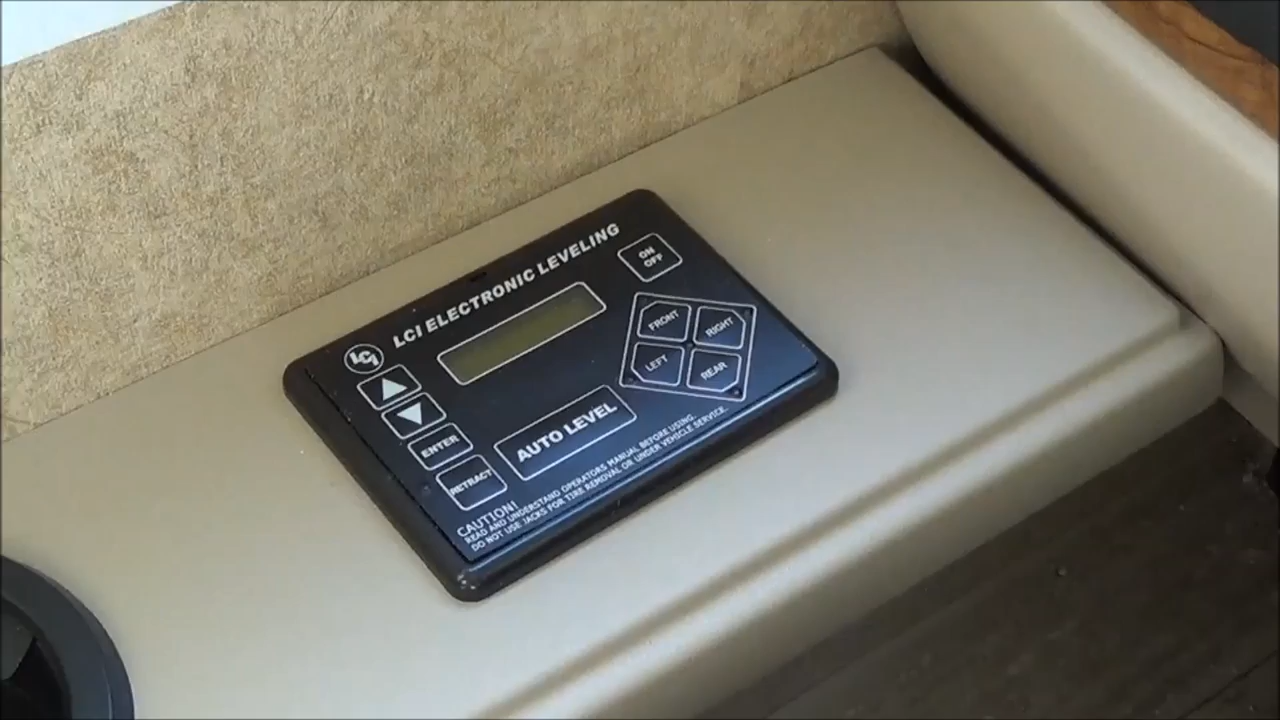 LCI ELECTRONIC LEVELING
ON
OFF
LCI
FRONT
RIGHT
LEFT
REAR
ENTER
AUTO LEVEL
RETRACT
CAUTION!
READ AND UNDERSTAND OPERATORS MANUAL BEFORE USING.
DO NOT USE JACKS FOR TIRE REMOVAL OR UNDER VEHICLE SERVICE.